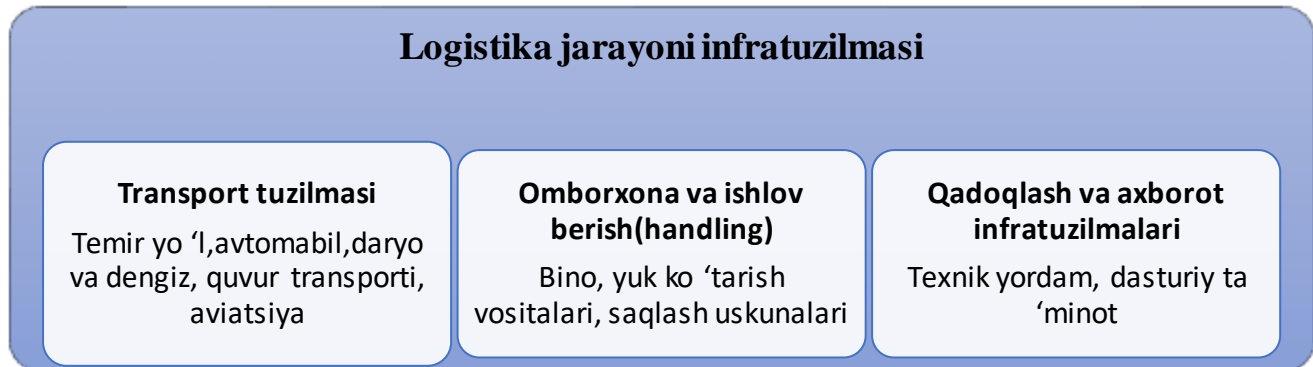 Logistika jarayoni infratuzilmasi
Transport tuzilmasi
Temir yo ‘l,avtomabil,daryo
va dengiz, quvur transporti,
aviatsiya
Omborxona va ishlov
berish(handling)
Bino, yuk ko ‘tarish
vositalari, saqlash uskunalari
Qadoqlash va axborot
infratuzilmalari
Texnik yordam, dasturiy ta
‘minot